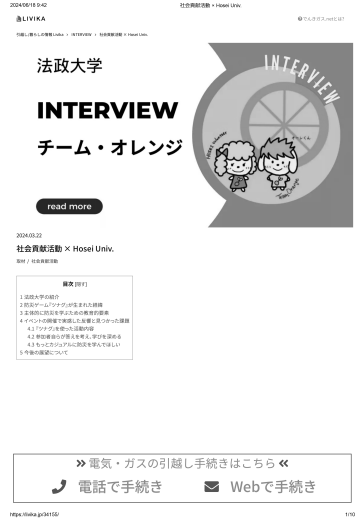 2024/06/18 9:42
社会貢献活動 × Hosei Univ.
LIVIKA
でんきガス.netとは?
引越し/暮らしの情報 Livika / INTERVIEW / 社会貢献活動 × Hosei Univ.
法政大学
INTERVIEW
チーム・オレンジ
read more
INTERVIEW
Team Orange
2024.03.22
社会貢献活動 × Hosei Univ.
取材 / 社会貢献活動
目次 [隠す]
1 法政大学の紹介
2 防災ゲーム『ツナグ』が生まれた経緯
3 主体的に防災を学ぶための教育的要素
4 イベントの開催で実感した反響と見つかった課題
4.1 『ツナグ』を使った活動内容
4.2 参加者自らが答えを考え、学びを深める
4.3 もっとカジュアルに防災を学んでほしい
5 今後の展望について
電気・ガスの引越し手続きはこちら
電話で手続き
Webで手続き
https://livika.jp/34155/
1/10